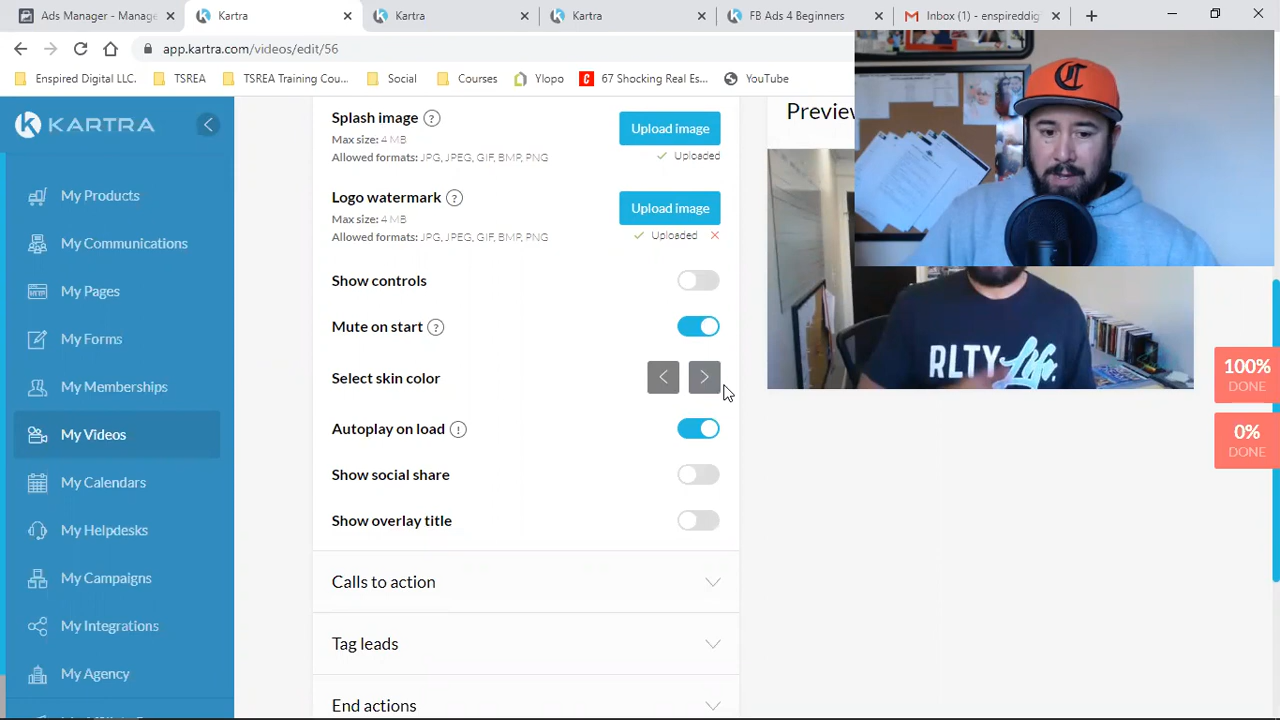 Ads Manager - Manage
Kartra
Kartra
Kartra
FB Ads 4 Beginners
Inbox (1) - enspireddig
app.kartra.com/videos/edit/56
Enspired Digital LLC.
TSREA
TSREA Training Cou...
Social
Courses
Ylopo
67 Shocking Real Es...
YouTube
KARTRA
My Products
My Communications
My Pages
My Forms
My Memberships
My Videos
My Calendars
My Helpdesks
My Campaigns
My Integrations
My Agency
Splash image ?
Max size: 4 MB
Allowed formats: JPG, JPEG, GIF, BMP, PNG
Upload image
Uploaded
Logo watermark ?
Max size: 4 MB
Allowed formats: JPG, JPEG, GIF, BMP, PNG
Upload image
Uploaded
Show controls
Mute on start ?
Select skin color
Autoplay on load !
Show social share
Show overlay title
Calls to action
Tag leads
End actions
Preview
RLTY Life.
100%
DONE
0%
DONE